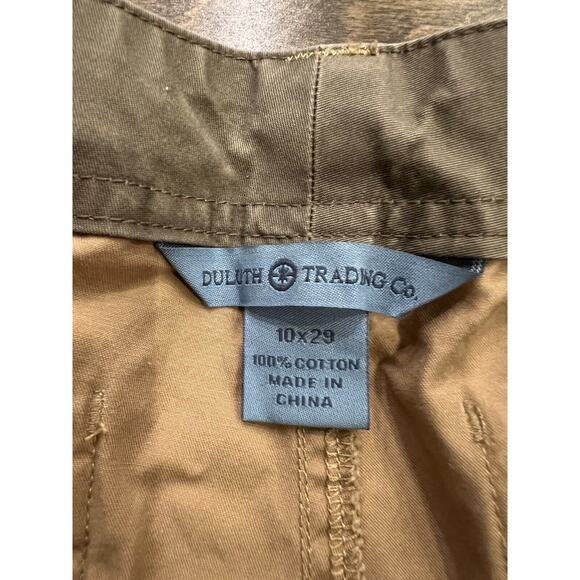 DULUTH TRADING Co.
10x29
100% COTTON
MADE IN
CHINA